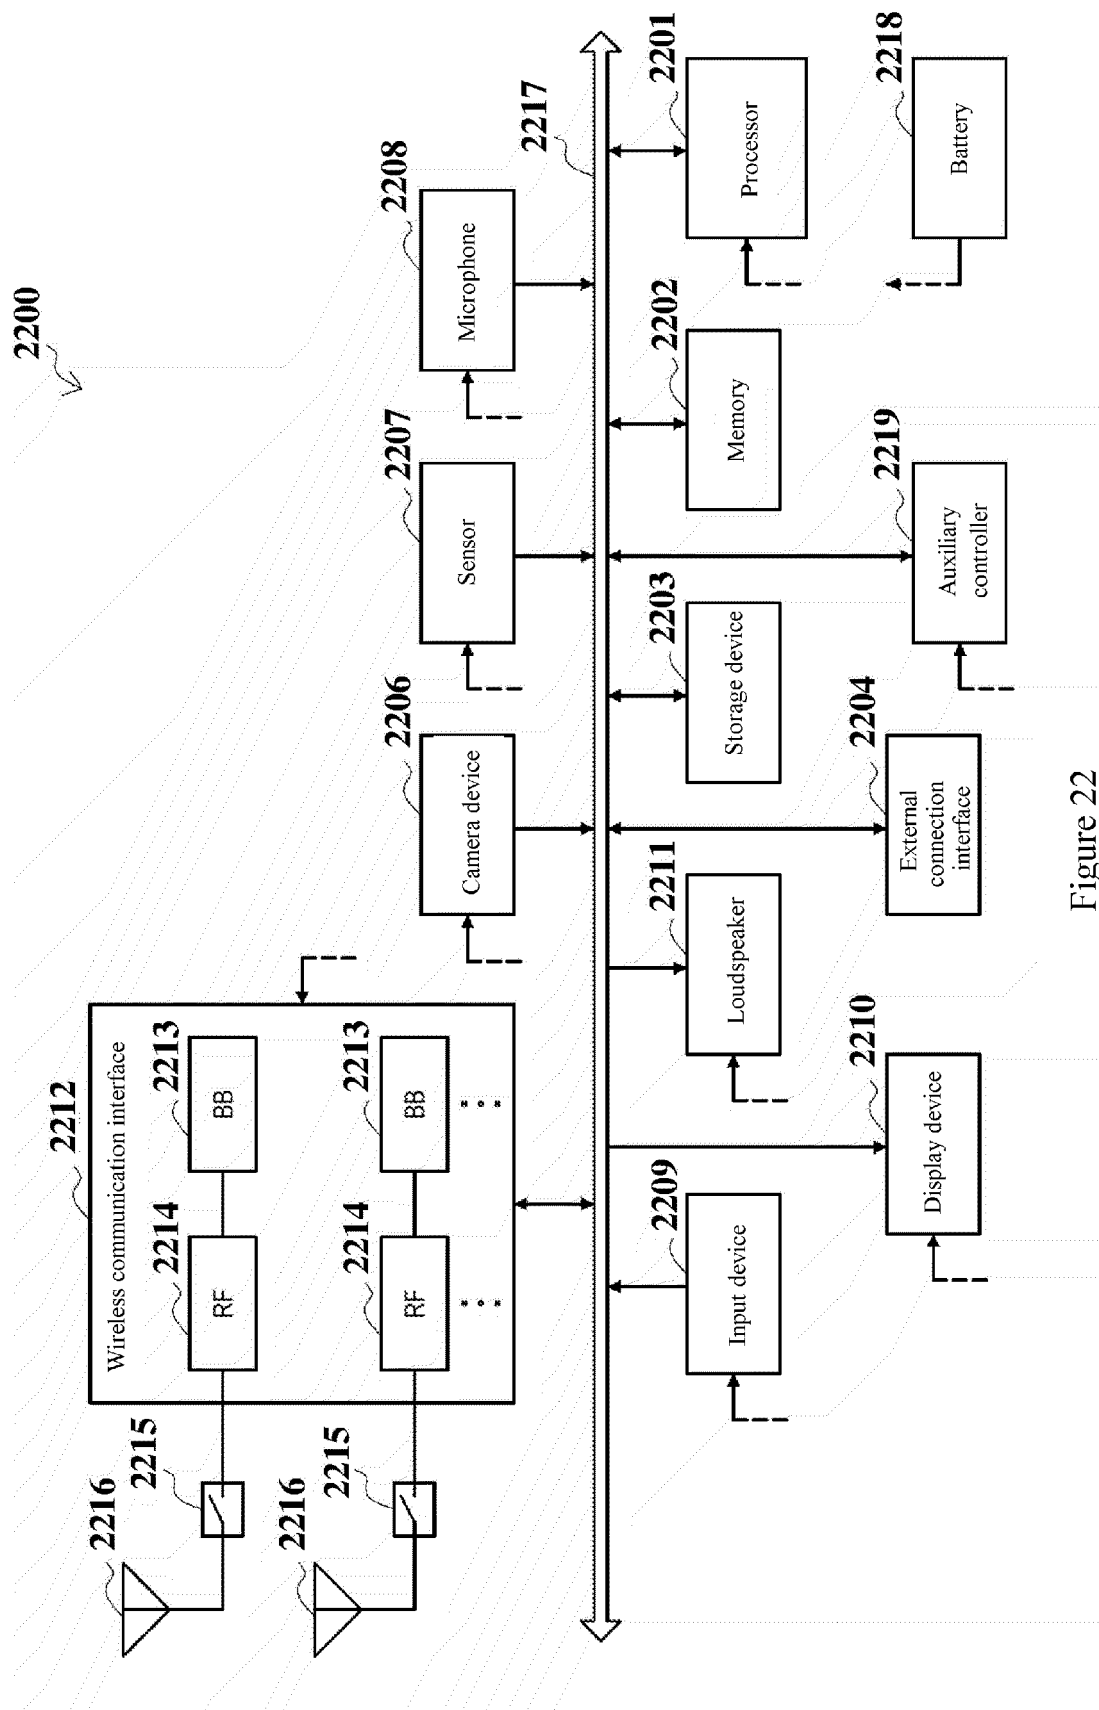 2200
2212
Wireless communication interface
2216
2215
2214
RF
2213
BB
2216
2215
2214
RF
2213
BB
2206
Camera device
2207
Sensor
2208
Microphone
2217
2209
Input device
2211
Loudspeaker
2203
Storage device
2202
Memory
2201
Processor
2210
Display device
2204
External
connection
interface
2219
Auxiliary
controller
2218
Battery
Figure 22